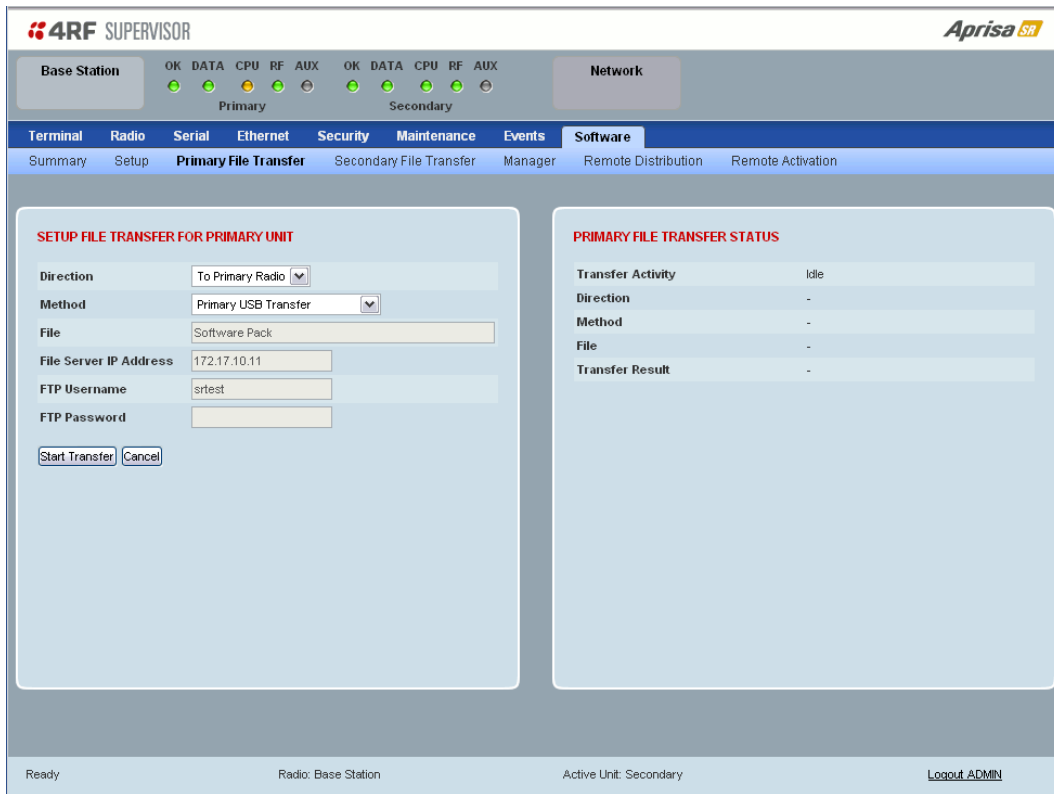 4RF SUPERVISOR
Aprisa SR
Base Station
OK DATA CPU RF AUX
Primary
OK DATA CPU RF AUX
Secondary
Network
Terminal Radio Serial Ethernet Security Maintenance Events Software
Summary Setup Primary File Transfer Secondary File Transfer Manager Remote Distribution Remote Activation
SETUP FILE TRANSFER FOR PRIMARY UNIT
Direction To Primary Radio
Method Primary USB Transfer
File Software Pack
File Server IP Address 172.17.10.11
FTP Username srtest
FTP Password
Start Transfer Cancel
PRIMARY FILE TRANSFER STATUS
Transfer Activity Idle
Direction -
Method -
File -
Transfer Result -
Ready Radio: Base Station Active Unit: Secondary Logout ADMIN